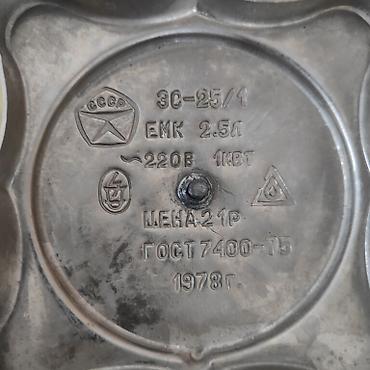 СССР
ЭС-25/1
ЕМК 2.5Л
~220В 1КВТ
ЦЕНА 21Р
ГОСТ 7400-75
1978г.